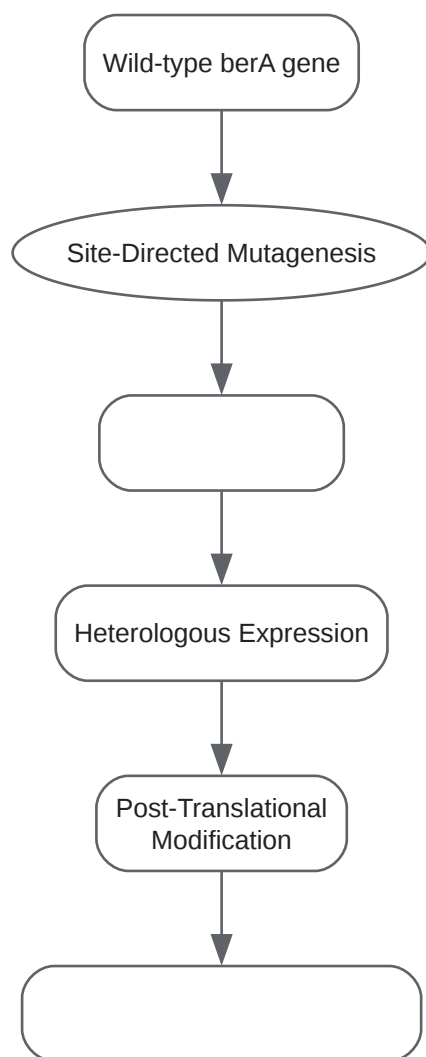 Wild-type berA gene
Site-Directed Mutagenesis
Heterologous Expression
Post-Translational
Modification